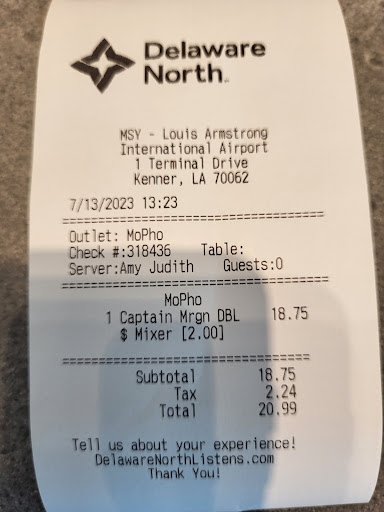 Delaware
North.
MSY - Louis Armstrong
International Airport
1 Terminal Drive
Kenner, LA 70062
7/13/2023 13:23
Outlet: MoPho
Check #:318436 Table:
Server:Amy Judith Guests:0
MoPho
1 Captain Mrgn DBL 18.75
$ Mixer [2.00]
Subtotal 18.75
Tax 2.24
Total 20.99
Tell us about your experience!
DelawareNorthListens.com
Thank You!